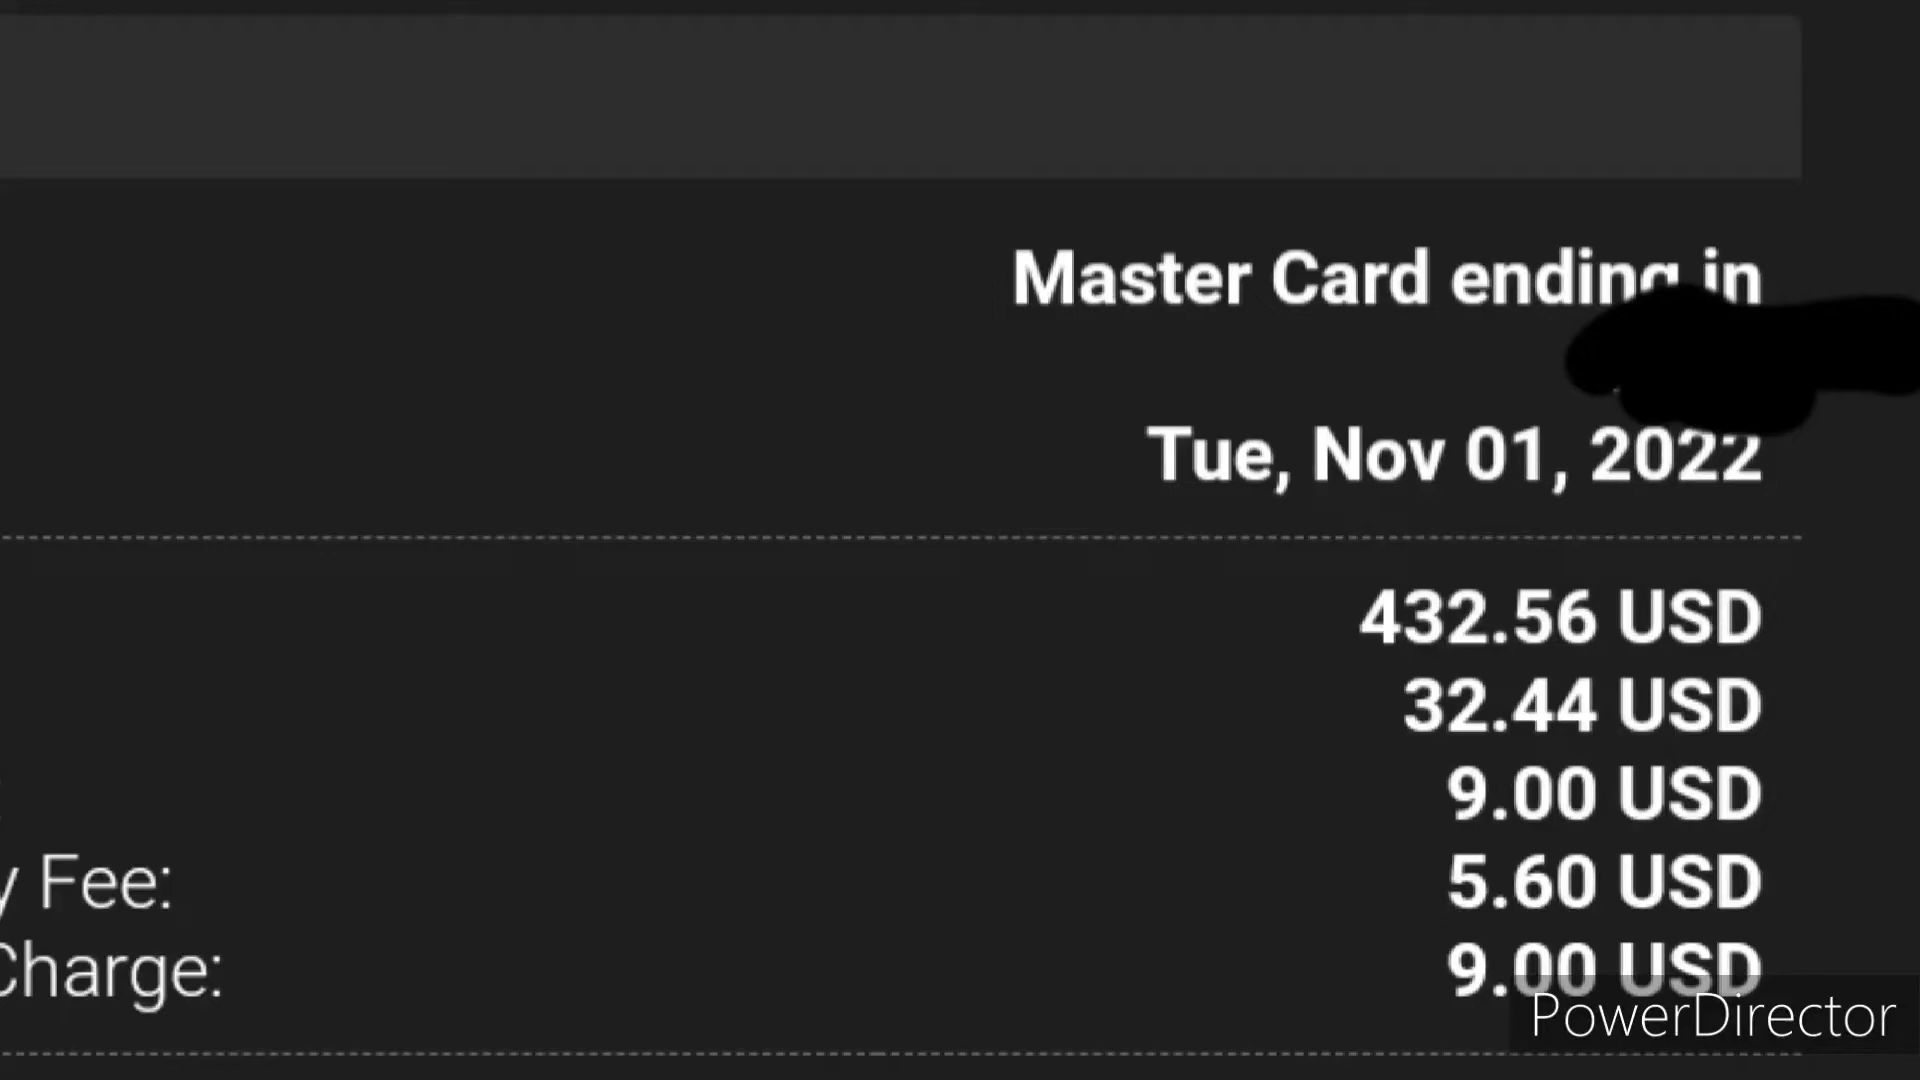 Master Card ending in
Tue, Nov 01, 2022
432.56 USD
32.44 USD
9.00 USD
Fee: 5.60 USD
Charge: 9.00 USD
PowerDirector